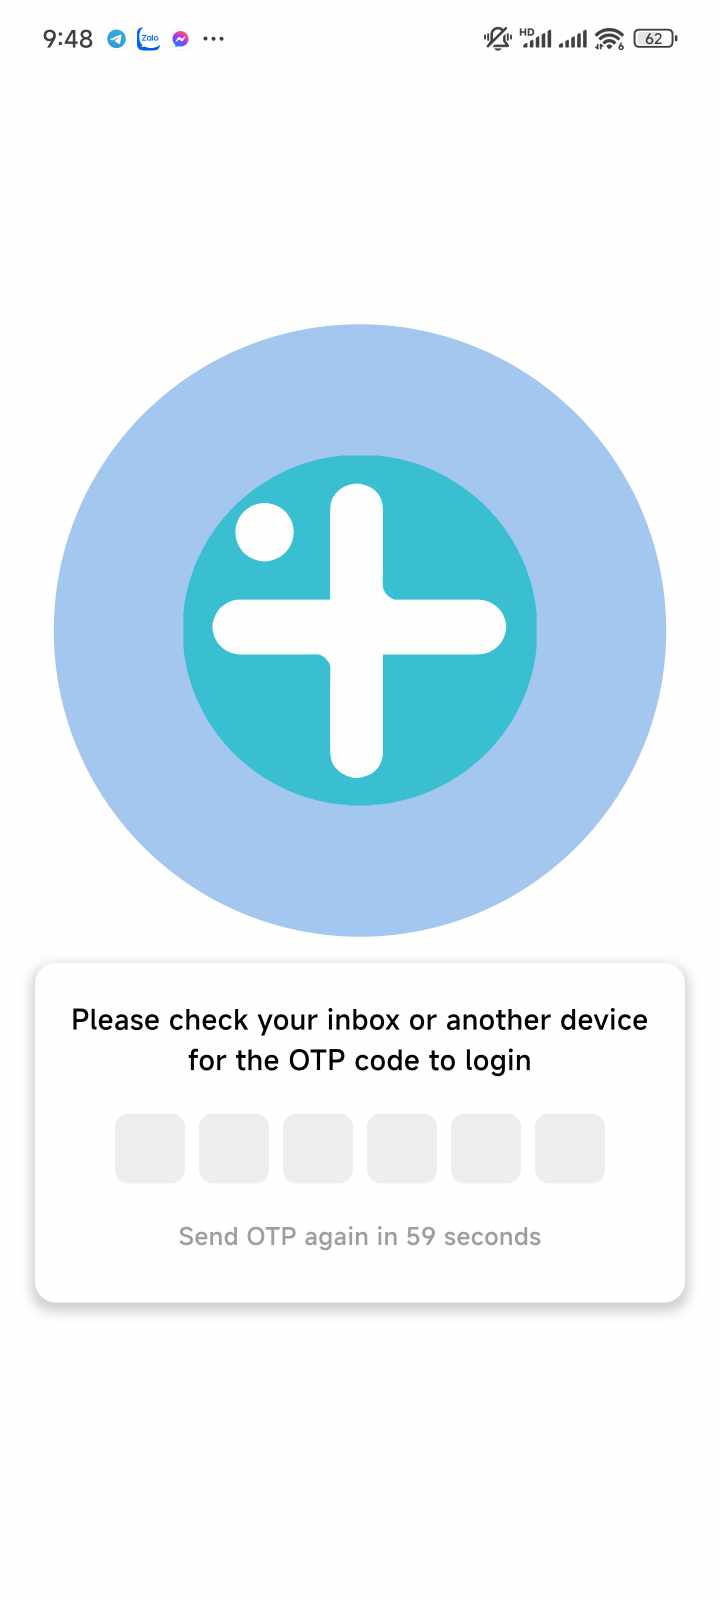 9:48 Zalo HD 6 62
Please check your inbox or another device
for the OTP code to login
Send OTP again in 59 seconds